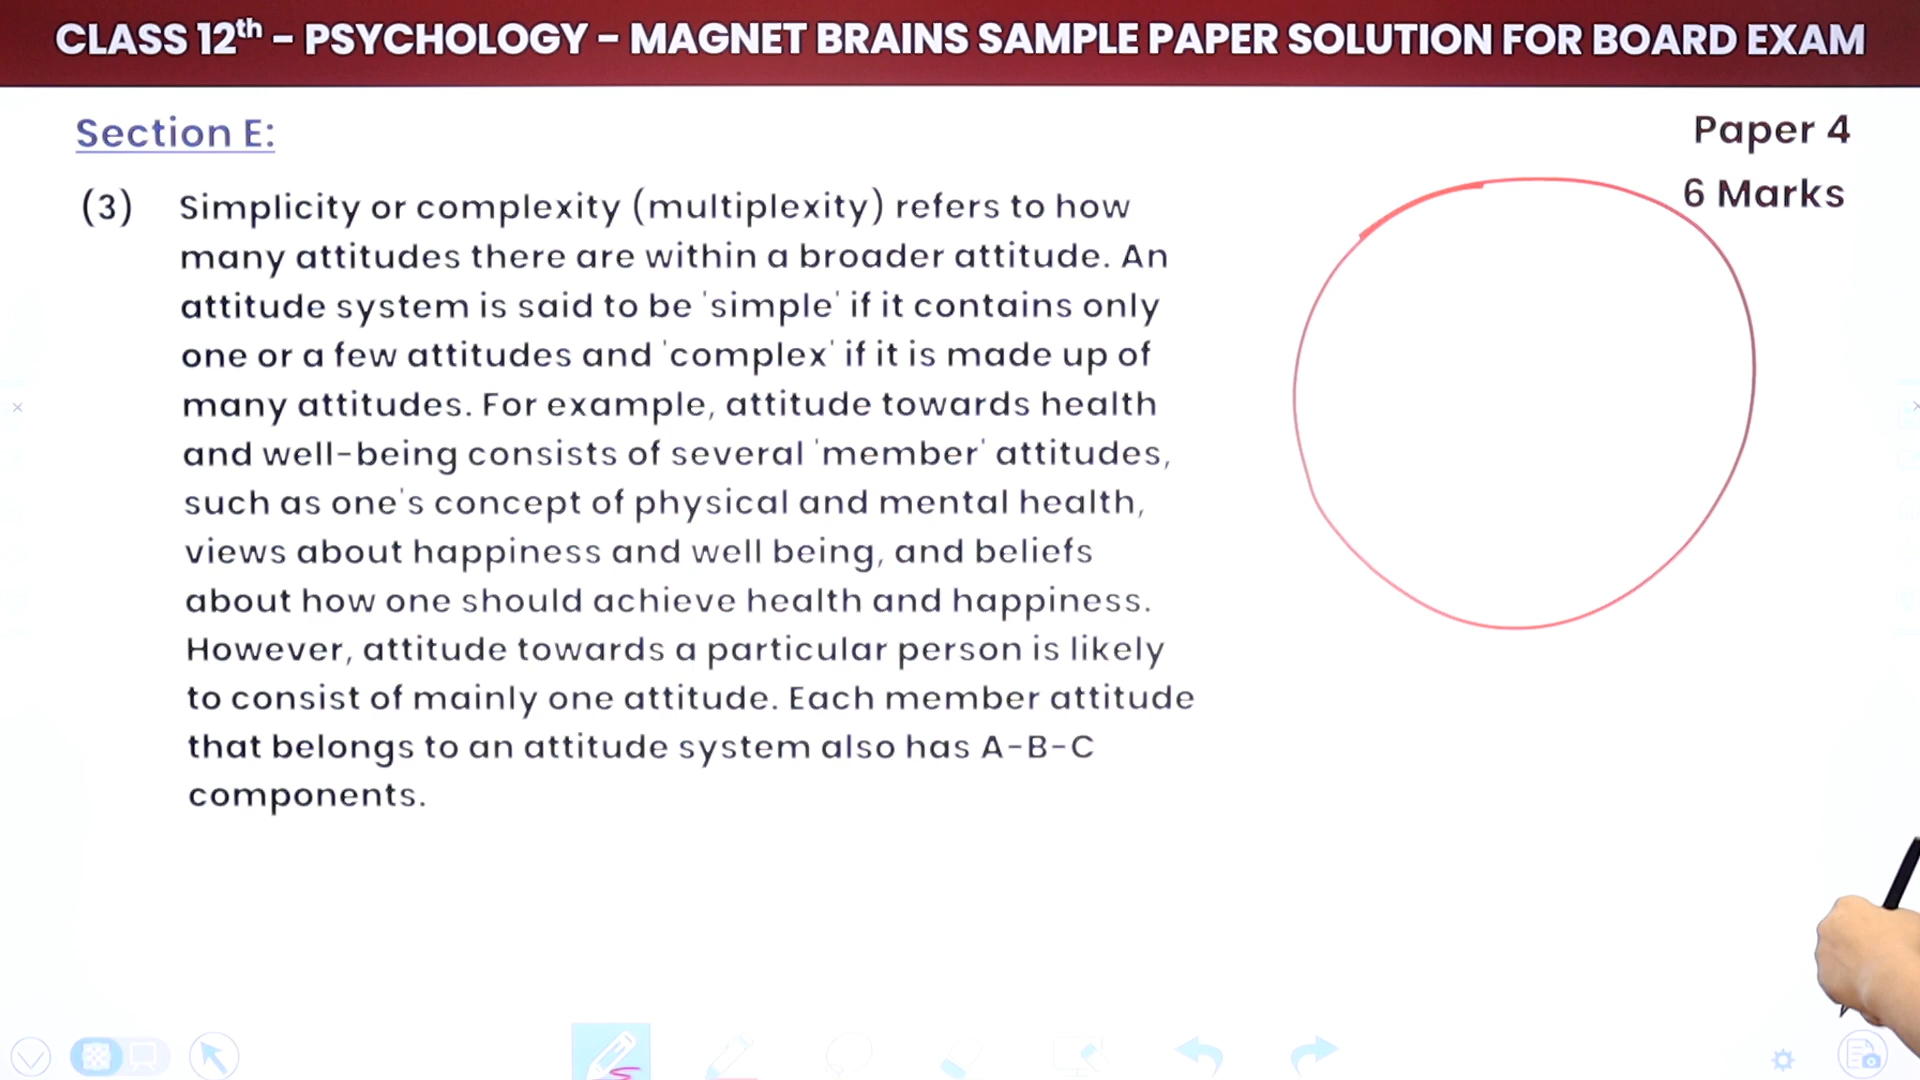 CLASS 12th – PSYCHOLOGY – MAGNET BRAINS SAMPLE PAPER SOLUTION FOR BOARD EXAM
Section E:
Paper 4
6 Marks
(3) Simplicity or complexity (multiplexity) refers to how
many attitudes there are within a broader attitude. An
attitude system is said to be 'simple' if it contains only
one or a few attitudes and 'complex' if it is made up of
many attitudes. For example, attitude towards health
and well-being consists of several 'member' attitudes,
such as one's concept of physical and mental health,
views about happiness and well being, and beliefs
about how one should achieve health and happiness.
However, attitude towards a particular person is likely
to consist of mainly one attitude. Each member attitude
that belongs to an attitude system also has A-B-C
components.